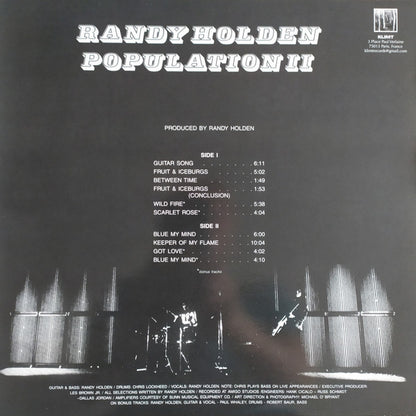 RANDY HOLDEN
POPULATION II
KLIMT
3 Place Paul Verlaine
75013 Paris, France
klimtrecords@gmail.com
PRODUCED BY RANDY HOLDEN
SIDE I
GUITAR SONG . . . . . . . 6:11
FRUIT & ICEBURGS . . . . . 5:02
BETWEEN TIME . . . . . . 1:49
FRUIT & ICEBURGS . . . . . 1:53
(CONCLUSION)
WILD FIRE* . . . . . . . 5:38
SCARLET ROSE* . . . . . . 4:04
SIDE II
BLUE MY MIND . . . . . . 6:00
KEEPER OF MY FLAME . . . . 10:04
GOT LOVE* . . . . . . . 4:02
BLUE MY MIND* . . . . . . 4:10
*Bonus tracks
GUITAR & BASS: RANDY HOLDEN / DRUMS: CHRIS LOCKHEED / VOCALS: RANDY HOLDEN. NOTE: CHRIS PLAYS BASS ON LIVE APPEARANCES / EXECUTIVE PRODUCER:
LES BROWN JR. / ALL SELECTIONS WRITTEN BY RANDY HOLDEN / RECORDED AT AMIGO STUDIOS /ENGINEERS: HANK CICALO – RUSS SCHMIDT
–DALLAS JORDAN / AMPLIFIERS COURTESY OF SUNN MUSICAL EQUIPMENT CO. / ART DIRECTION & PHOTOGRAPHY: MICHAEL O' BRYANT
ON BONUS TRACKS: RANDY HOLDEN, GUITAR & VOCAL - PAUL WHALEY, DRUMS - ROBERT BAUR, BASS